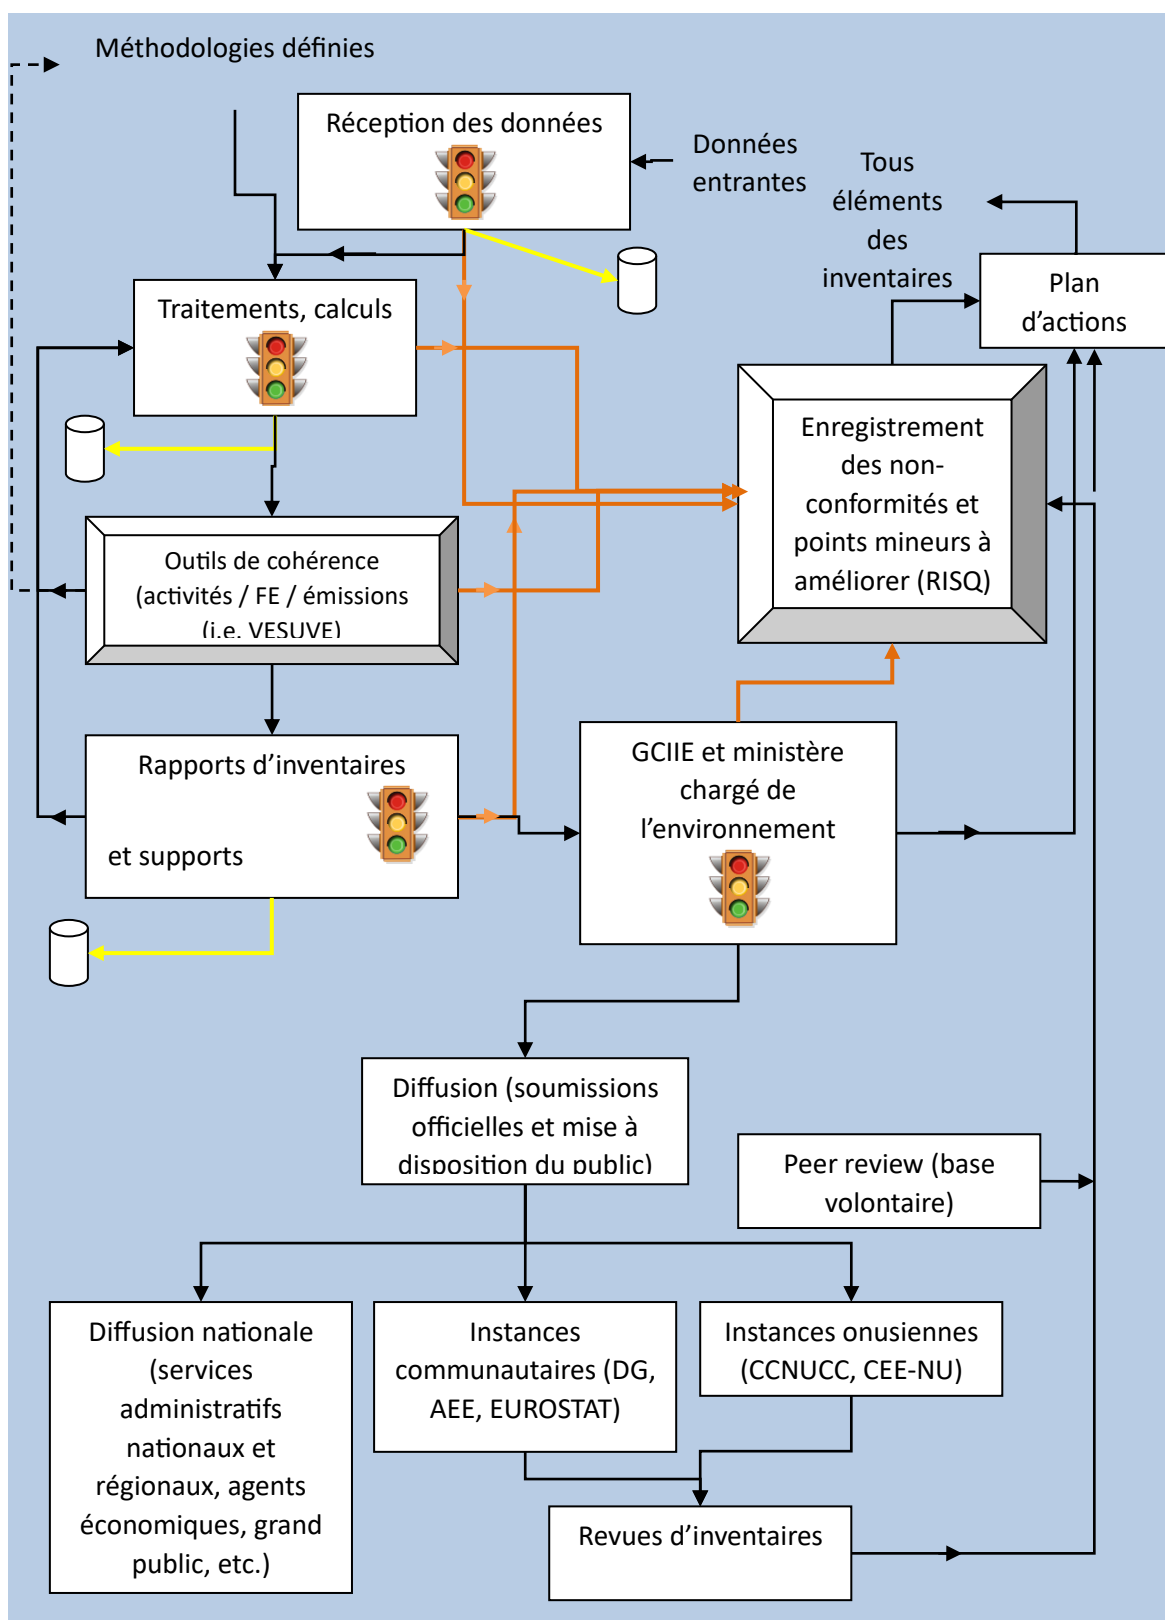 Méthodologies définies
Réception des données
Données
entrantes
Tous
éléments
des
inventaires
Plan
d’actions
Traitements, calculs
Enregistrement
des non-
conformités et
points mineurs à
améliorer (RISQ)
Outils de cohérence
(activités / FE / émissions
(i.e. VESUVE)
Rapports d’inventaires
et supports
GCIIE et ministère
chargé de
l’environnement
Diffusion (soumissions
officielles et mise à
disposition du public)
Peer review (base
volontaire)
Diffusion nationale
(services
administratifs
nationaux et
régionaux, agents
économiques, grand
public, etc.)
Instances
communautaires (DG,
AEE, EUROSTAT)
Instances onusiennes
(CCNUCC, CEE-NU)
Revues d’inventaires